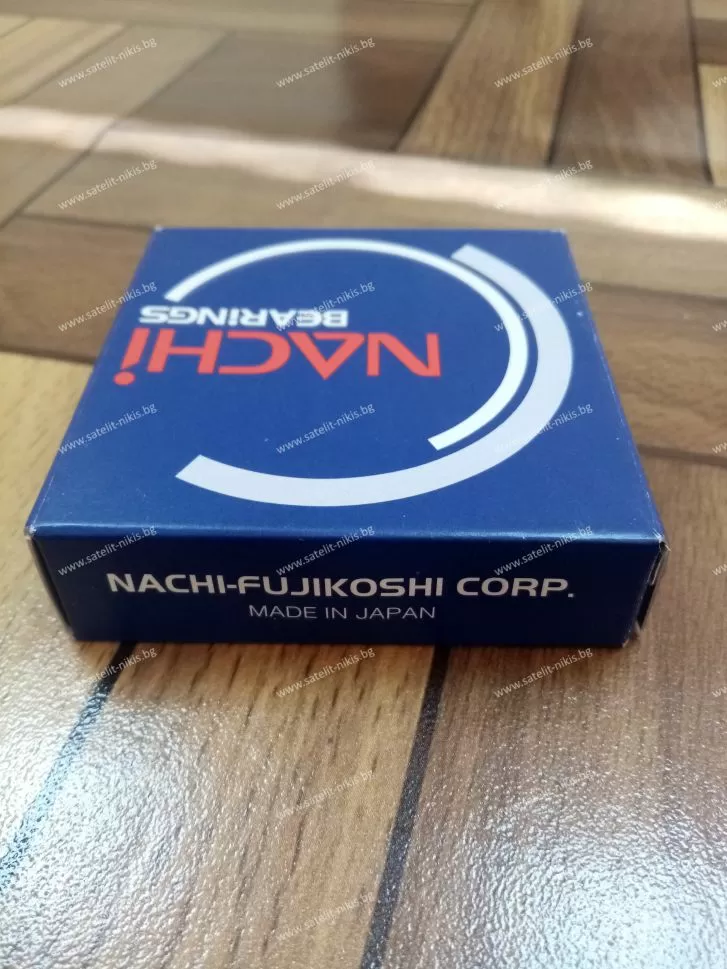 BEARINGS
NACHi
NACHI-FUJIKOSHI CORP.
MADE IN JAPAN
www.satelit-nikis.bg